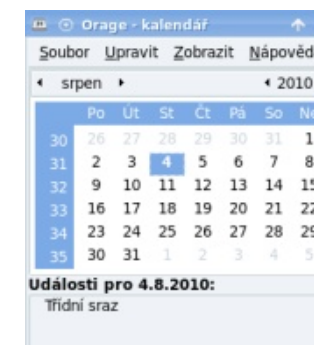 Orage - kalendář
Soubor Upravit Zobrazit Nápověd
srpen 2010
Po Út St Čt Pá So Ne
30 26 27 28 29 30 31 1
31 2 3 4 5 6 7 8
32 9 10 11 12 13 14 15
33 16 17 18 19 20 21 22
34 23 24 25 26 27 28 29
35 30 31 1 2 3 4 5
Události pro 4.8.2010:
Třídní sraz